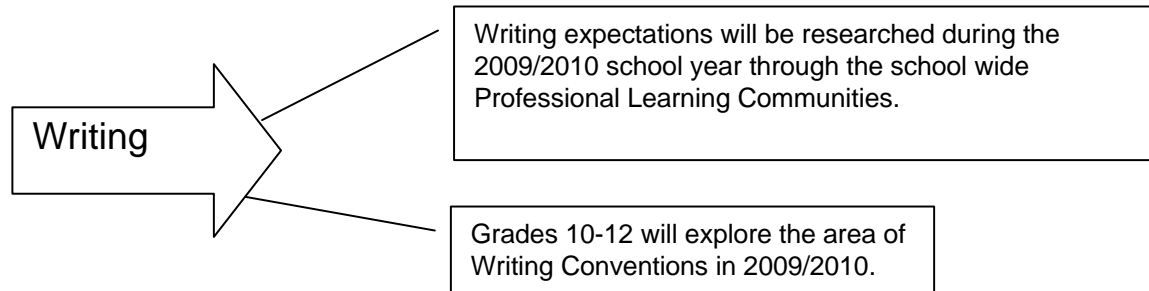 Writing
Writing expectations will be researched during the
2009/2010 school year through the school wide
Professional Learning Communities.
Grades 10-12 will explore the area of
Writing Conventions in 2009/2010.